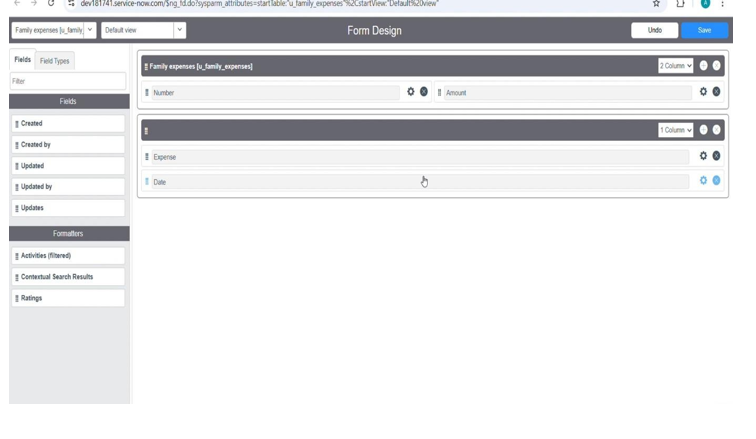 dev181741.service-now.com/$ng_fd.do?sysparm_attributes=startTable:"u_family_expenses"%2CstartView:"Default%20view"
Family expenses [u_family_ Default view Form Design Undo Save
Fields Field Types
Filter
Fields
Created
Created by
Updated
Updated by
Updates
Formatters
Activities (filtered)
Contextual Search Results
Ratings
Family expenses [u_family_expenses] 2 Column
Number Amount
1 Column
Expense
Date